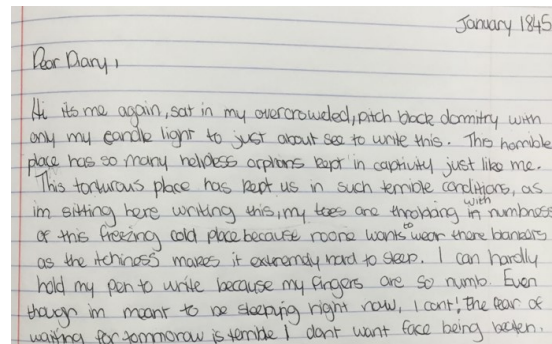 January 1845
Dear Diary,
Hi its me again, sat in my overcrowded, pitch black dormitry with
only my candle light to just about see to write this. This horrible
place has so many helpless orphans kept in captivity just like me.
This torturous place has kept us in such terrible conditions, as
im sitting here writing this, my toes are throbbing with in numbness
of this freezing cold place because noone wants to wear there blankets
as the itchiness makes it extremely hard to sleep. I can hardly
hold my pen to write because my fingers are so numb. Even
though im meant to be sleeping right now, I cant! The fear of
waiting for tommorow is terrible I dont want face being beaten.